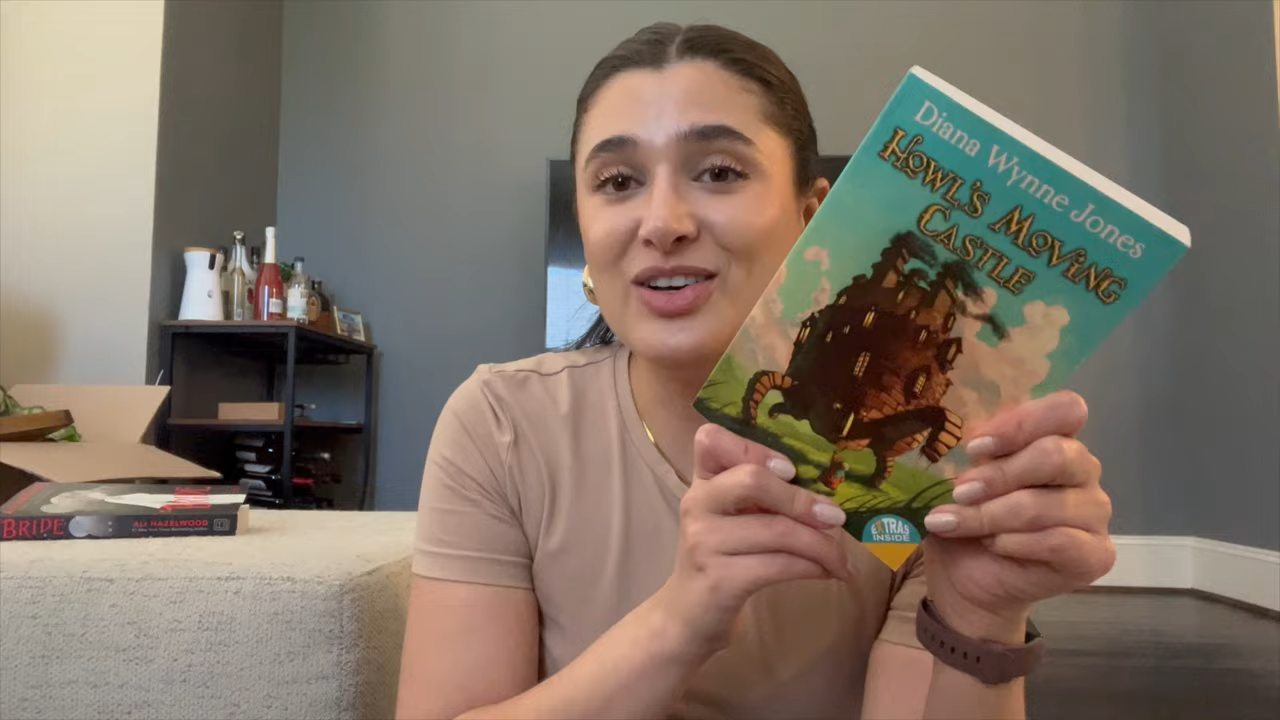 Diana Wynne Jones
HOWL'S MOVING
CASTLE
EXTRAS
INSIDE
BRIDE
ALI HAZELWOOD